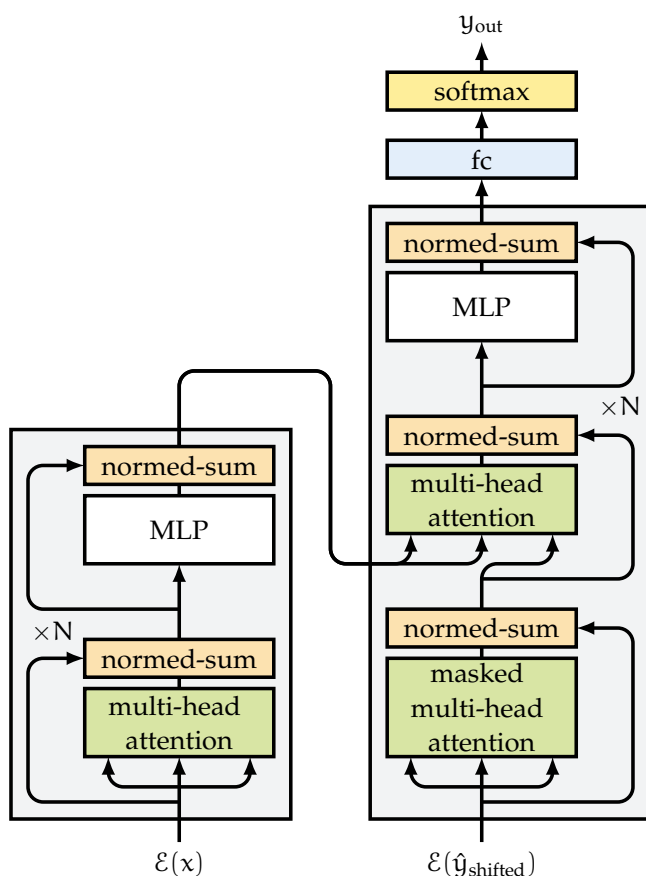 y_out
softmax
fc
normed-sum
MLP
×N
normed-sum
multi-head
attention
normed-sum
masked
multi-head
attention
ℰ(ŷ_shifted)
normed-sum
MLP
×N
normed-sum
multi-head
attention
ℰ(x)